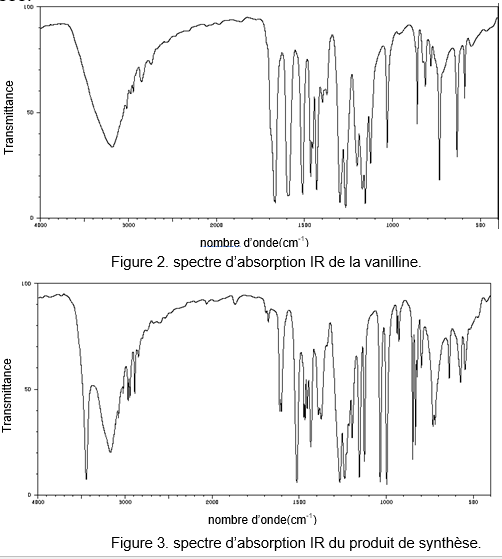 100
50
0
Transmittance
4000 3000 2000 1500 1000 500
nombre d'onde(cm⁻¹)
Figure 2. spectre d'absorption IR de la vanilline.
100
50
0
Transmittance
4000 3000 2000 1500 1000 500
nombre d'onde(cm⁻¹)
Figure 3. spectre d'absorption IR du produit de synthèse.